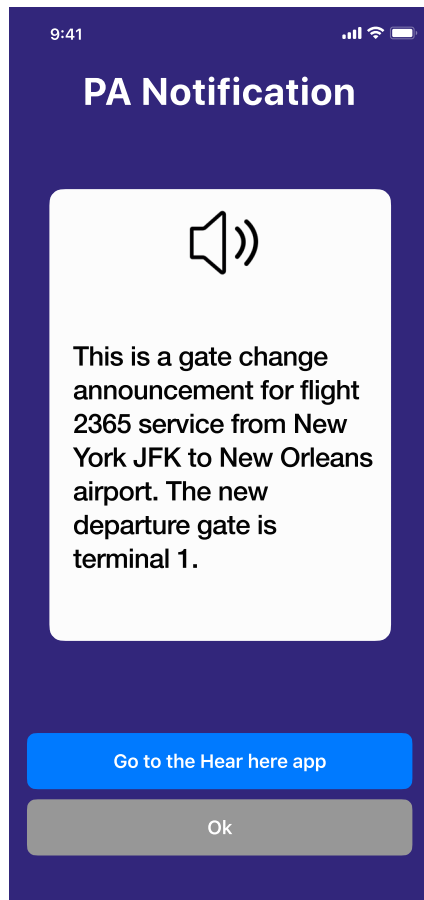 9:41
PA Notification
This is a gate change
announcement for flight
2365 service from New
York JFK to New Orleans
airport. The new
departure gate is
terminal 1.
Go to the Hear here app
Ok